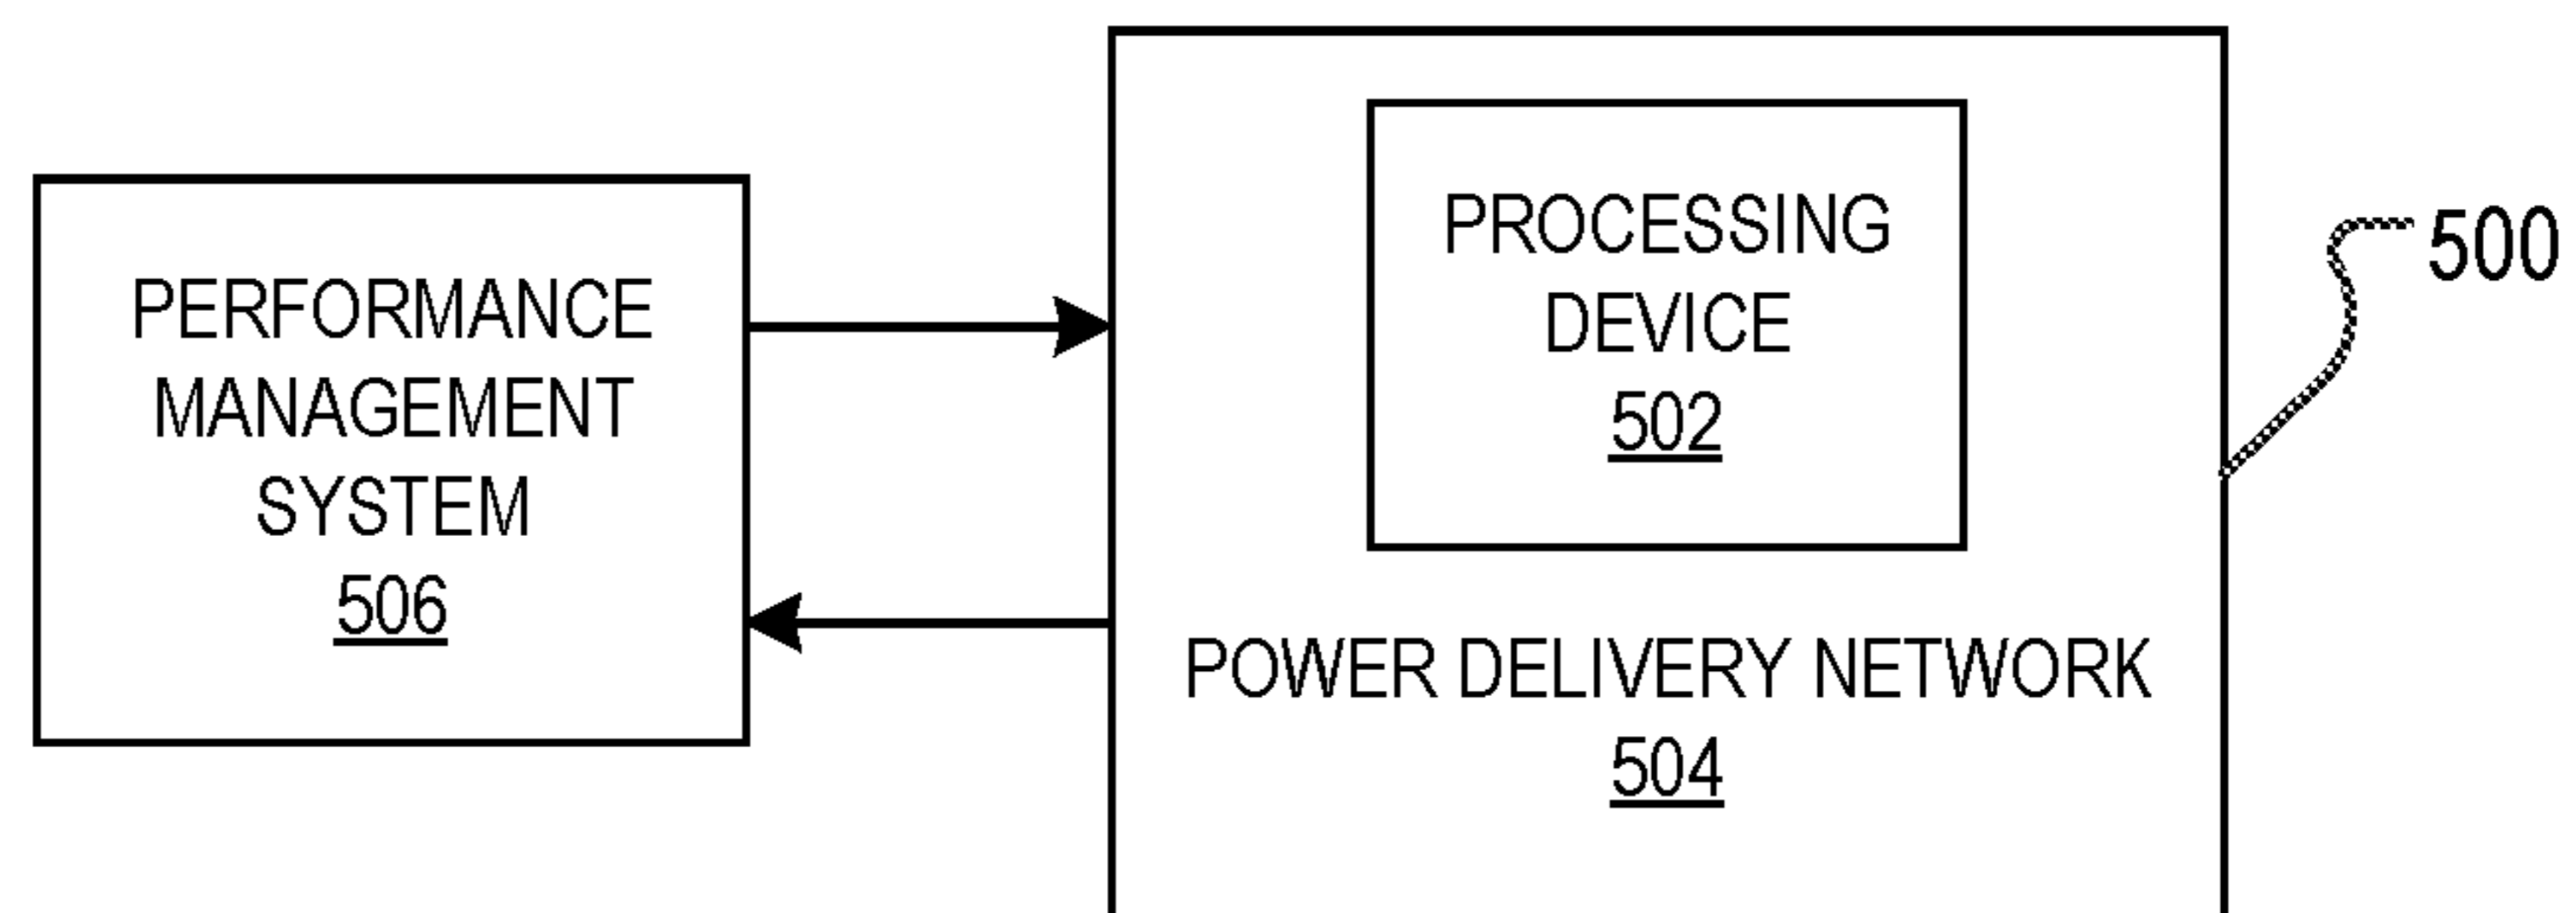 PERFORMANCE
MANAGEMENT
SYSTEM
506
PROCESSING
DEVICE
502
POWER DELIVERY NETWORK
504
500